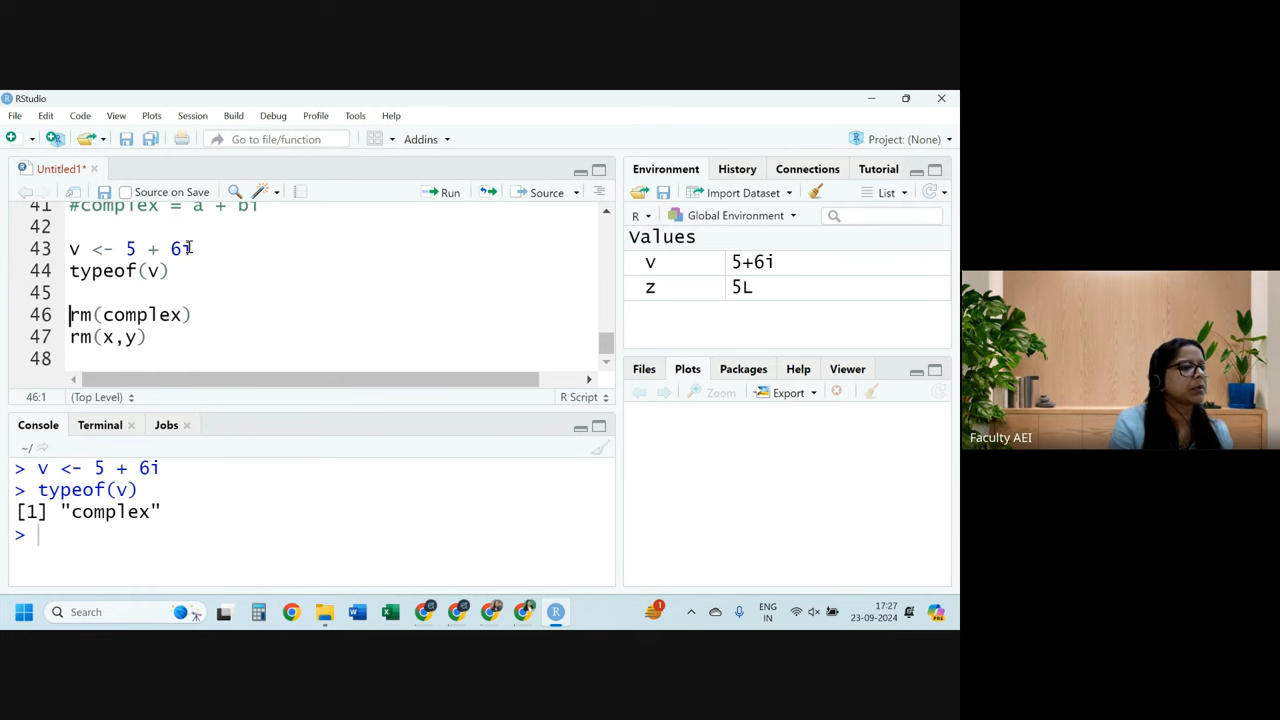 RStudio
File Edit Code View Plots Session Build Debug Profile Tools Help
Go to file/function Addins Project: (None)
Untitled1*
Source on Save Run Source
41 #complex = a + bi
42
43 v <- 5 + 6i
44 typeof(v)
45
46 rm(complex)
47 rm(x,y)
48
46:1 (Top Level) R Script
Console Terminal Jobs
~/
> v <- 5 + 6i
> typeof(v)
[1] "complex"
>
Environment History Connections Tutorial
Import Dataset List
R Global Environment
Values
v 5+6i
z 5L
Files Plots Packages Help Viewer
Zoom Export
Faculty AEI
Search
1
ENG
IN
17:27
23-09-2024